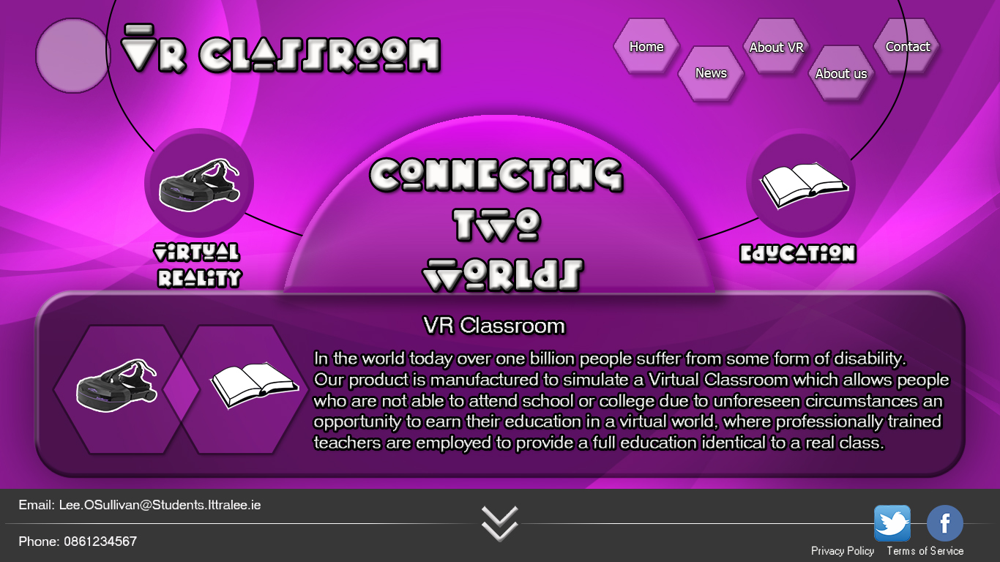 VR CLASSROOM
Home
News
About VR
About us
Contact
CONNECTING
TWO
WORLDS
VIRTUAL
REALITY
EDUCATION
VR Classroom
In the world today over one billion people suffer from some form of disability.
Our product is manufactured to simulate a Virtual Classroom which allows people
who are not able to attend school or college due to unforeseen circumstances an
opportunity to earn their education in a virtual world, where professionally trained
teachers are employed to provide a full education identical to a real class.
Email: Lee.OSullivan@Students.Ittralee.ie
Phone: 0861234567
Privacy Policy Terms of Service